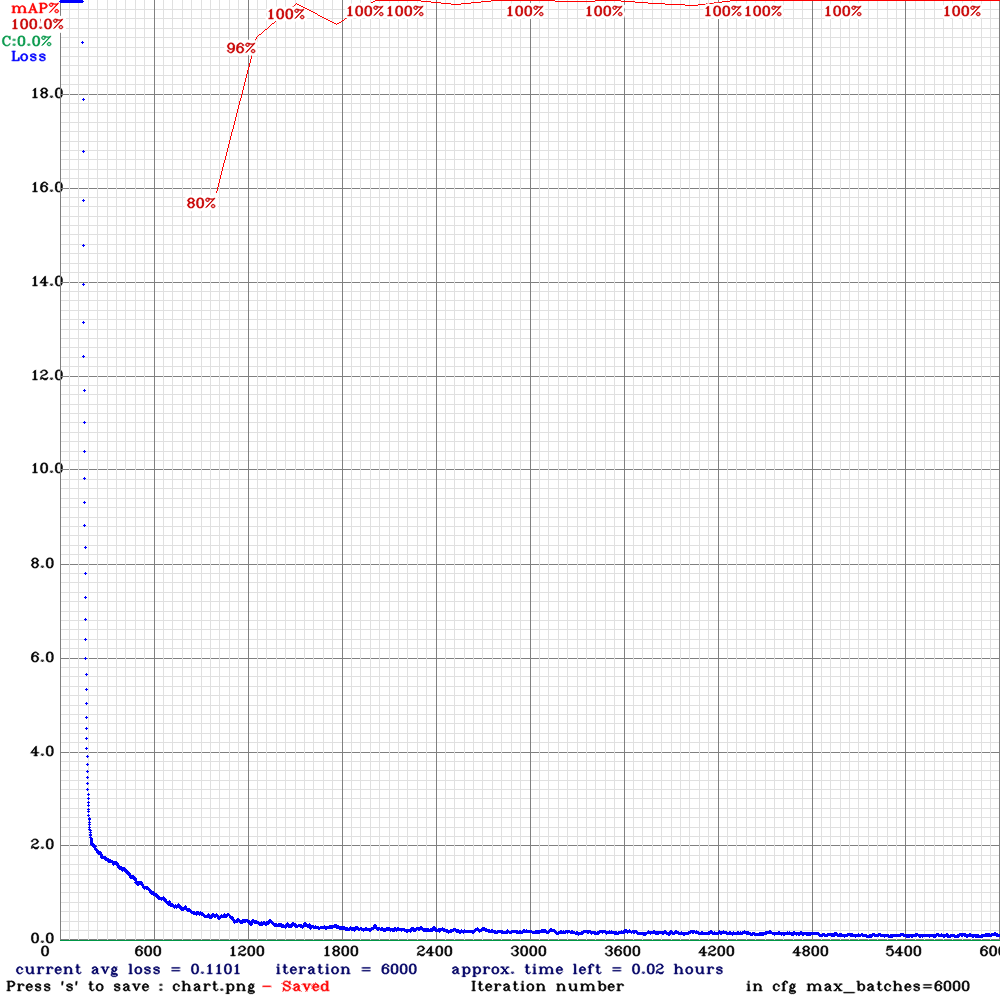 mAP%
100.0%
C:0.0%
Loss
100% 100%100% 100% 100% 100%100% 100% 100%
96%
18.0
16.0
80%
14.0
12.0
10.0
8.0
6.0
4.0
2.0
0.0
0 600 1200 1800 2400 3000 3600 4200 4800 5400 60
current avg loss = 0.1101 iteration = 6000 approx. time left = 0.02 hours
Press 's' to save : chart.png - Saved Iteration number in cfg max_batches=6000